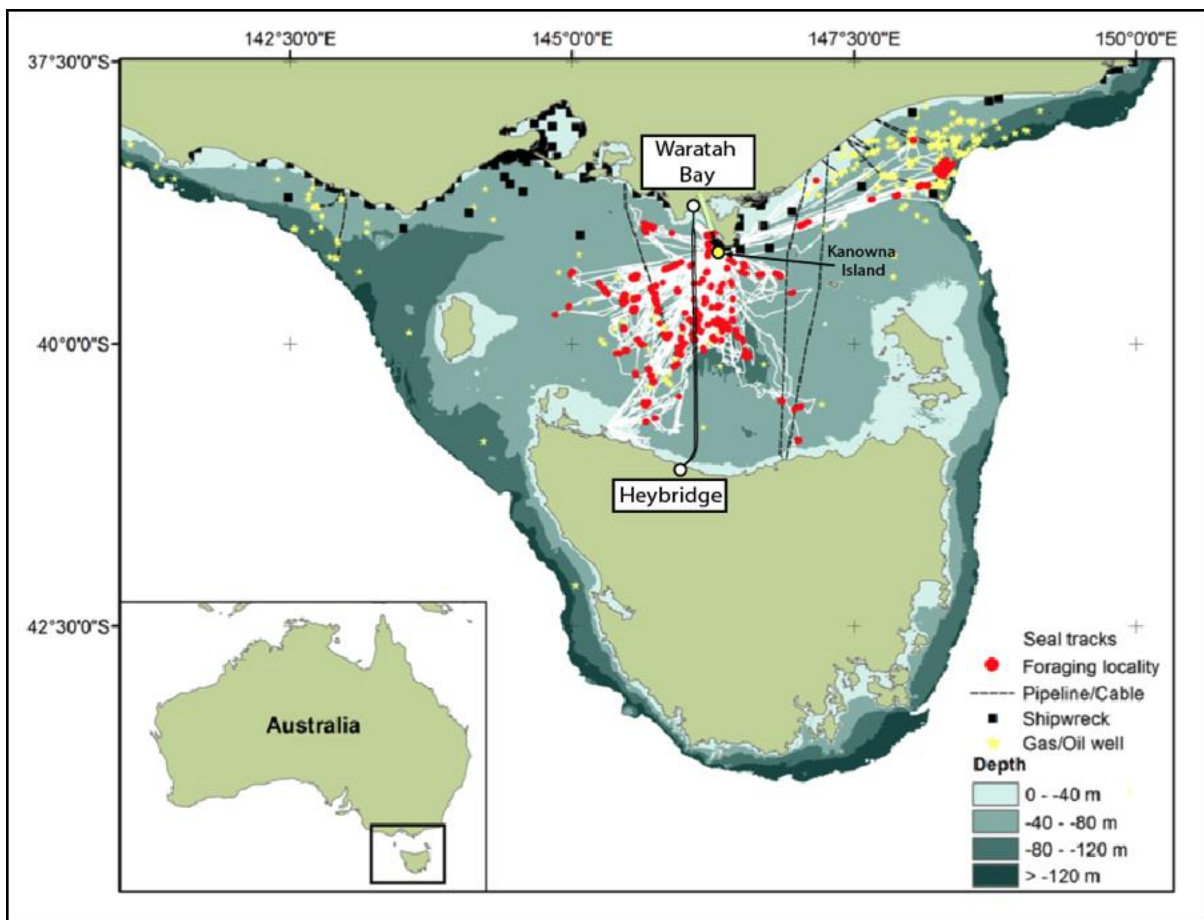 142°30'0"E
145°0'0"E
147°30'0"E
150°0'0"E
37°30'0"S
Waratah
Bay
Kanowna
Island
40°0'0"S
Heybridge
42°30'0"S
Seal tracks
Foraging locality
Pipeline/Cable
Shipwreck
Gas/Oil well
Depth
0 - -40 m
-40 - -80 m
-80 - -120 m
> -120 m
Australia